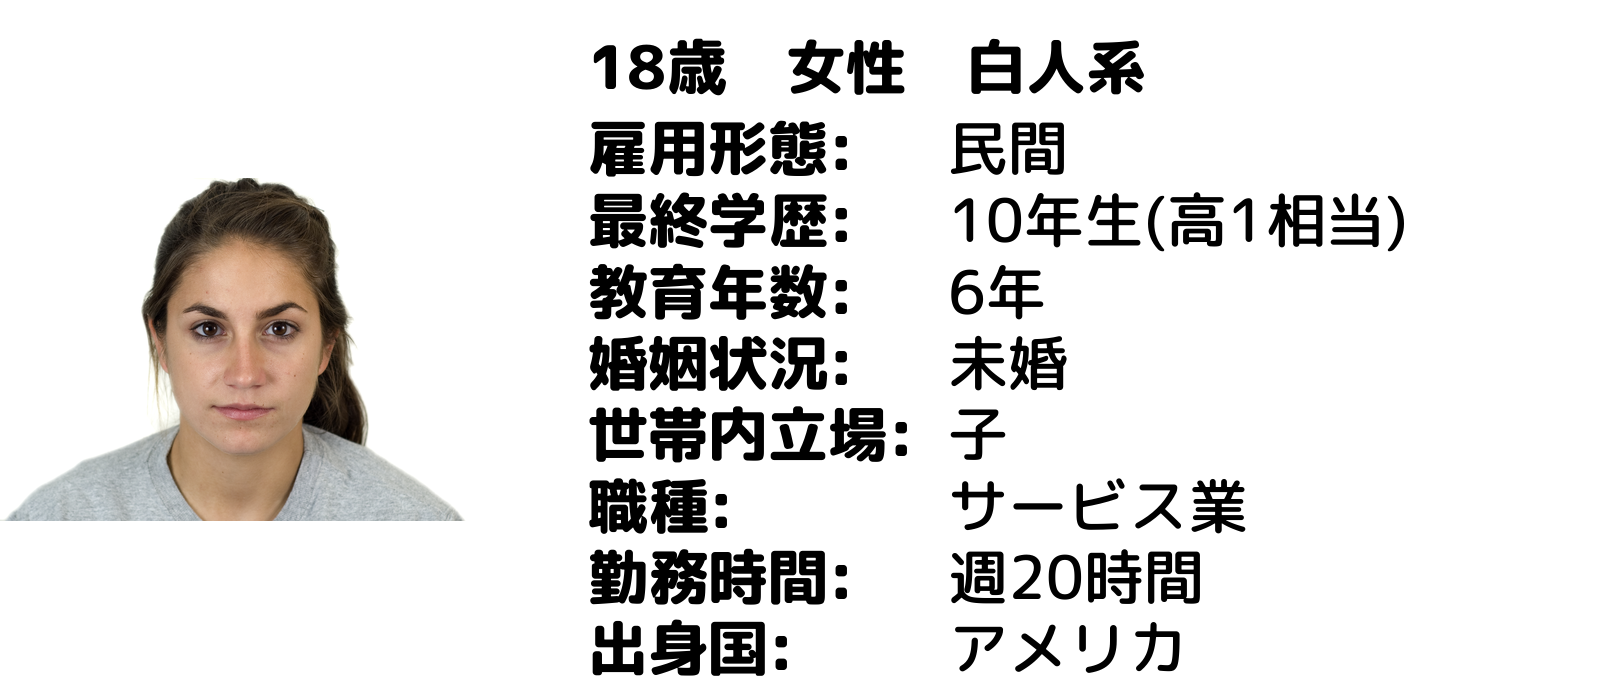 18歳　女性　白人系
雇用形態:　民間
最終学歴:　10年生(高1相当)
教育年数:　6年
婚姻状況:　未婚
世帯内立場:　子
職種:　サービス業
勤務時間:　週20時間
出身国:　アメリカ